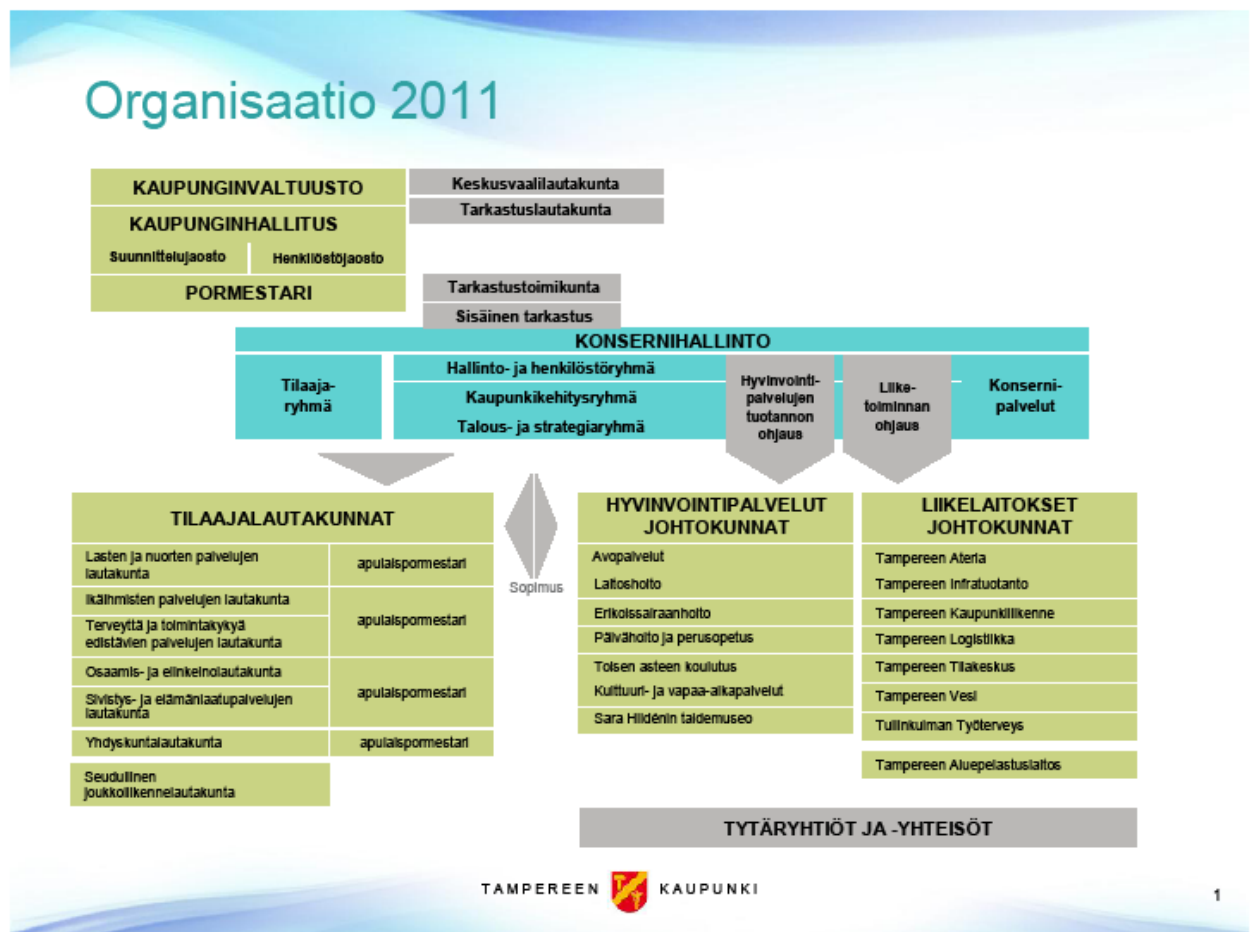 Organisaatio 2011
KAUPUNGINVALTUUSTO
Keskusvaalilautakunta
Tarkastuslautakunta
KAUPUNGINHALLITUS
Suunnittelujaosto
Henkilöstöjaosto
PORMESTARI
Tarkastustoimikunta
Sisäinen tarkastus
KONSERNIHALLINTO
Tilaaja-
ryhmä
Hallinto- ja henkilöstöryhmä
Kaupunkikehitysryhmä
Talous- ja strategiaryhmä
Hyvinvointi-
palvelujen
tuotannon
ohjaus
Liike-
toiminnan
ohjaus
Konserni-
palvelut
TILAAJALAUTAKUNNAT
Lasten ja nuorten palvelujen
lautakunta
apulaispormestari
Ikäihmisten palvelujen lautakunta
Terveyttä ja toimintakykyä
edistävien palvelujen lautakunta
apulaispormestari
Osaamis- ja elinkeinolautakunta
Sivistys- ja elämänlaatupalvelujen
lautakunta
apulaispormestari
Yhdyskuntalautakunta
apulaispormestari
Seudullinen
joukkoliikennelautakunta
Sopimus
HYVINVOINTIPALVELUT
JOHTOKUNNAT
Avopalvelut
Laitoshoito
Erikoissairaanhoito
Päivähoito ja perusopetus
Toisen asteen koulutus
Kulttuuri- ja vapaa-aikapalvelut
Sara Hildénin taidemuseo
LIIKELAITOKSET
JOHTOKUNNAT
Tampereen Ateria
Tampereen Infratuotanto
Tampereen Kaupunkiliikenne
Tampereen Logistiikka
Tampereen Tilakeskus
Tampereen Vesi
Tullinkulman Työterveys
Tampereen Aluepelastuslaitos
TYTÄRYHTIÖT JA -YHTEISÖT
TAMPEREEN KAUPUNKI
1